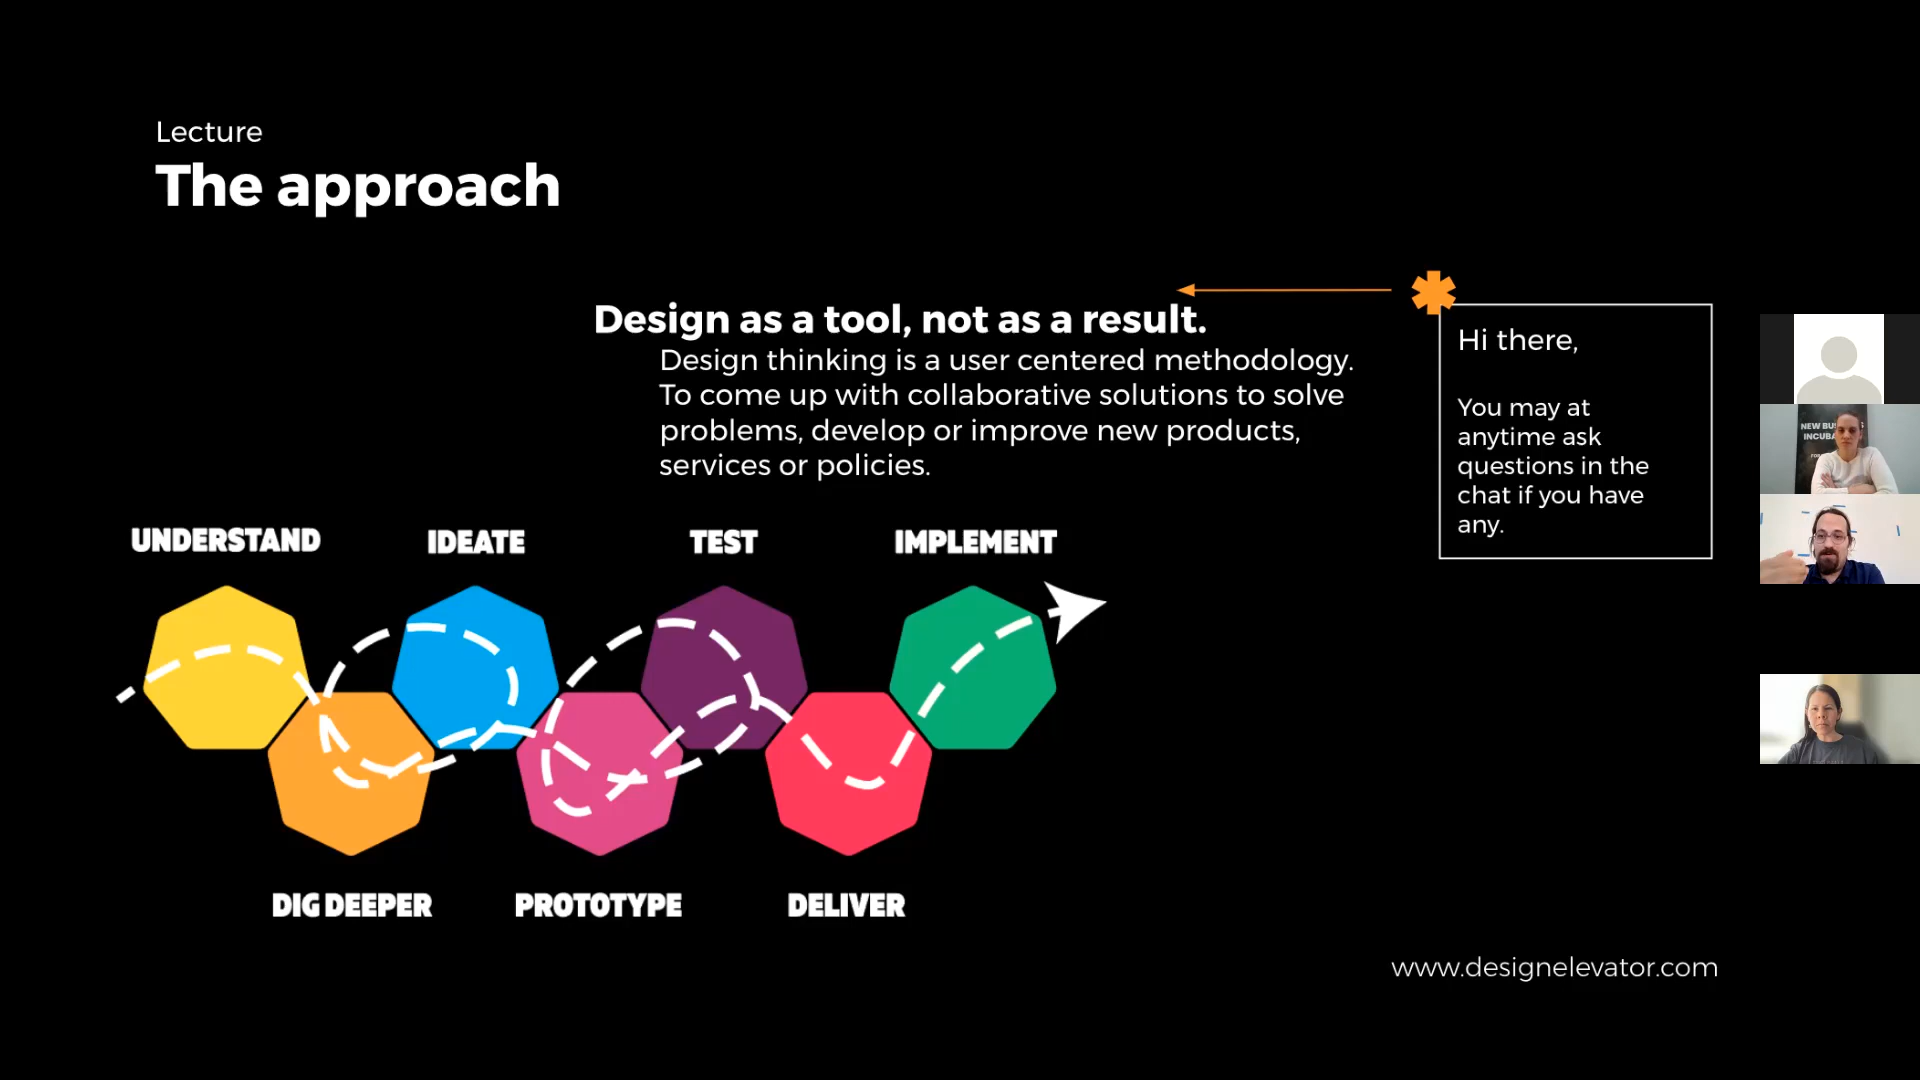 Lecture
The approach
Design as a tool, not as a result.
Design thinking is a user centered methodology.
To come up with collaborative solutions to solve
problems, develop or improve new products,
services or policies.
Hi there,
You may at
anytime ask
questions in the
chat if you have
any.
NEW BU
INCUBA
UNDERSTAND
IDEATE
TEST
IMPLEMENT
DIG DEEPER
PROTOTYPE
DELIVER
www.designelevator.com